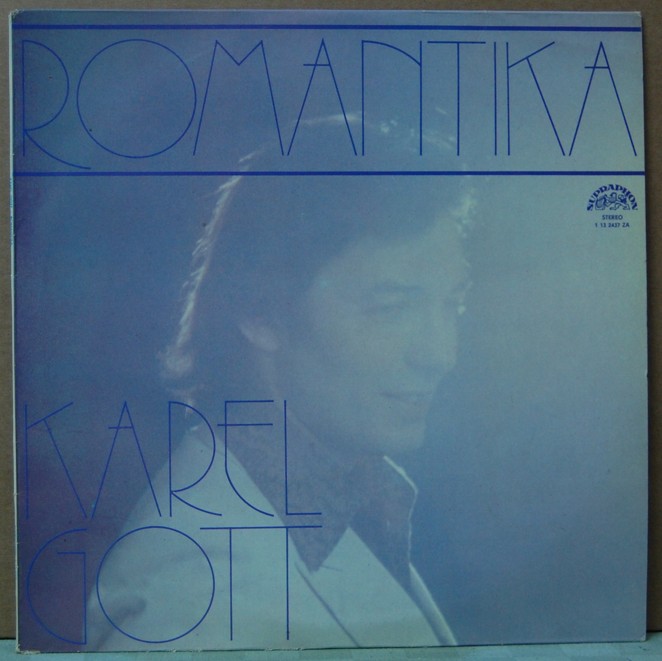 ROMANTIKA
SUPRAPHON
STEREO
1 13 2437 ZA
KAREL
GOTT